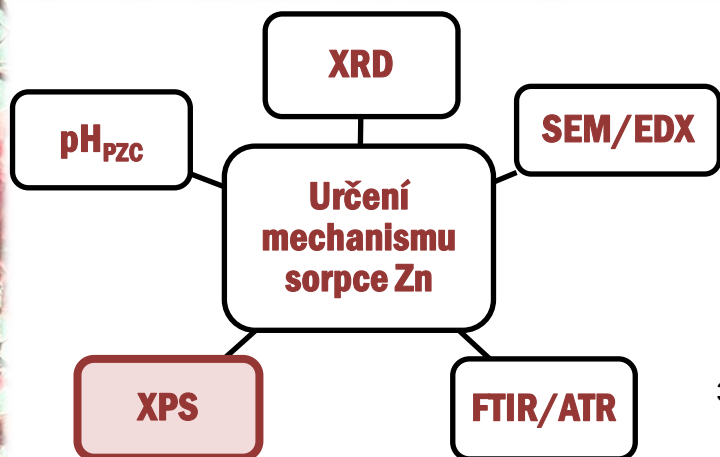 XRD
pHPZC
SEM/EDX
Určení
mechanismu
sorpce Zn
XPS
FTIR/ATR